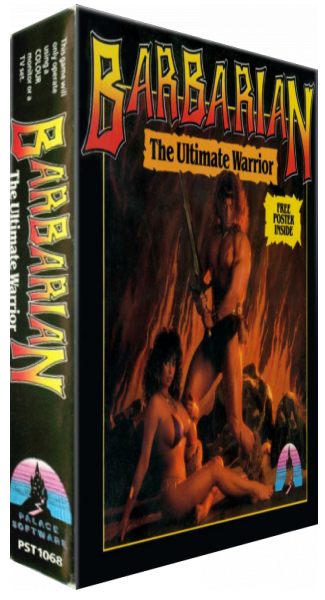 This game will
only operate
using a
COLOUR
monitor or a
TV set.
BARBARIAN
The Ultimate Warrior
PALACE
SOFTWARE
PST1068
BARBARIAN
The Ultimate Warrior
FREE
POSTER
INSIDE